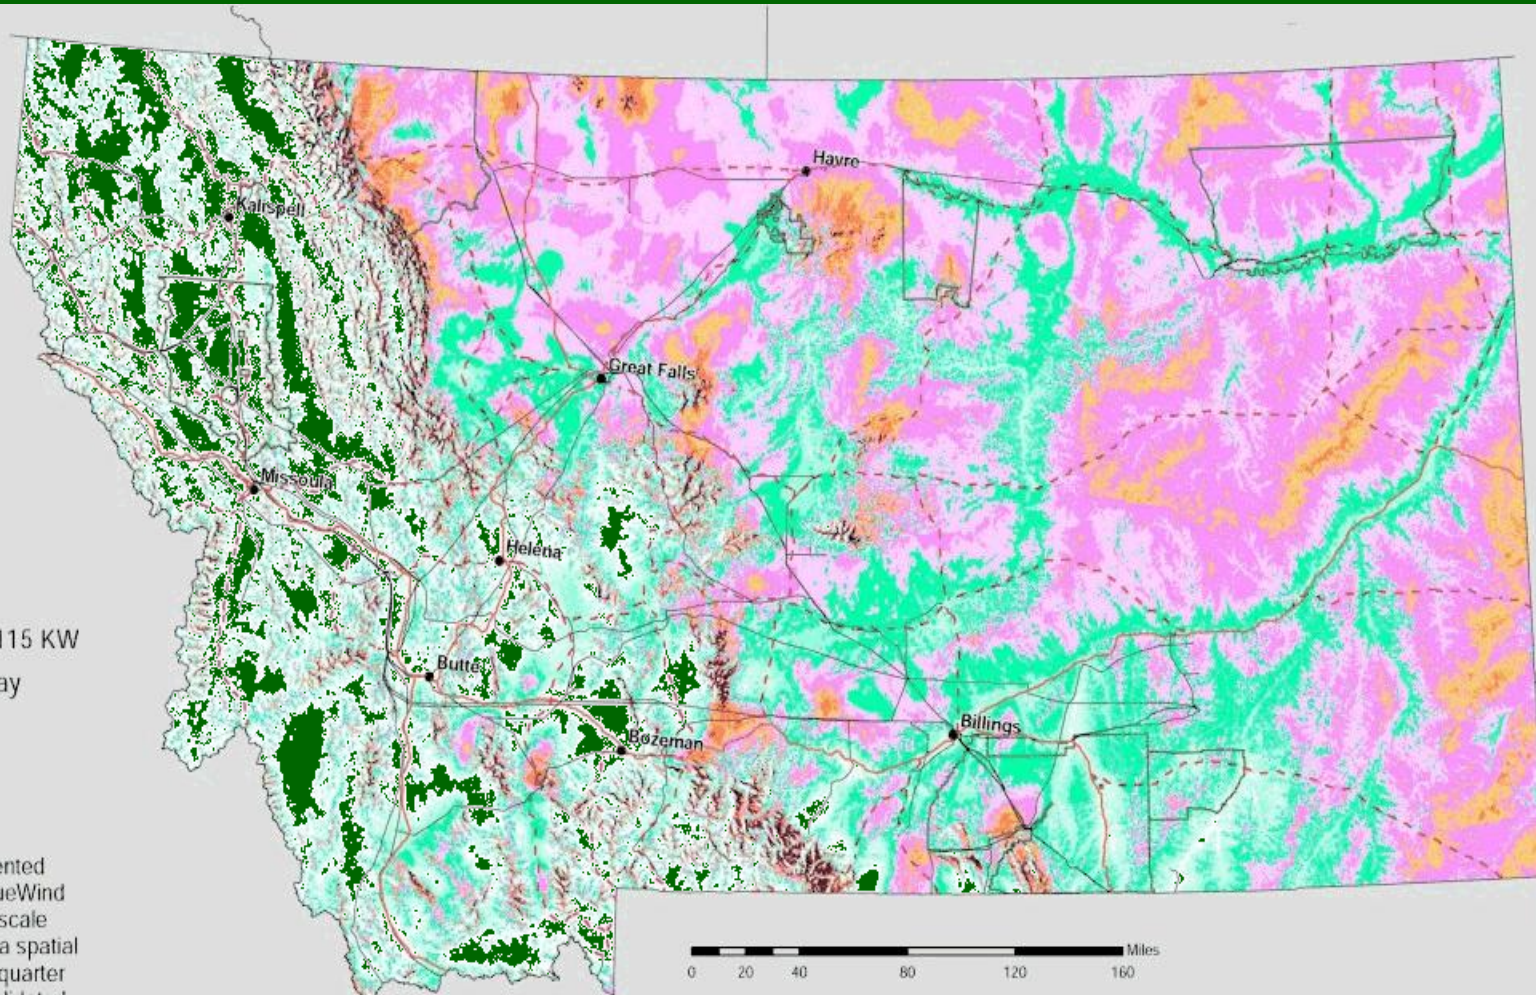 Havre
Kalispell
Great Falls
Missoula
Helena
115 KW
Butte
ay
Billings
Bozeman
ented
ueWind
scale
a spatial
quarter
Miles
0 20 40 80 120 160